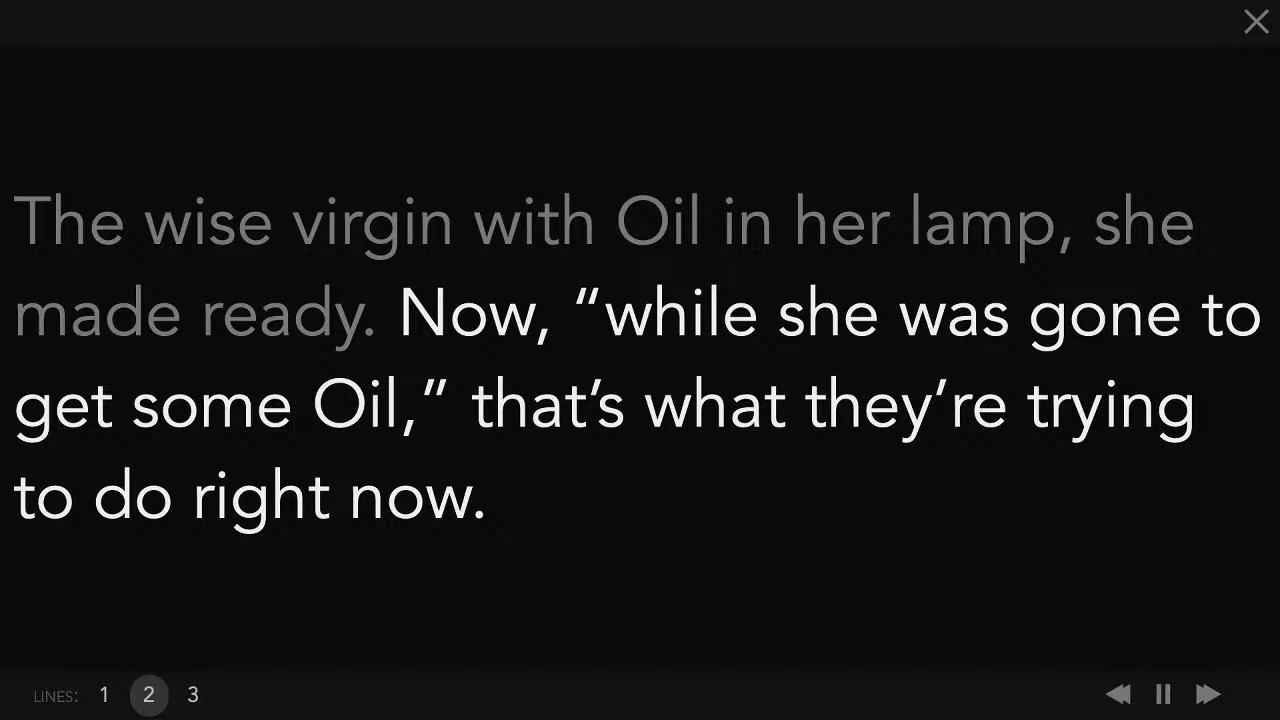 The wise virgin with Oil in her lamp, she
made ready. Now, “while she was gone to
get some Oil,” that’s what they’re trying
to do right now.
LINES: 1 2 3